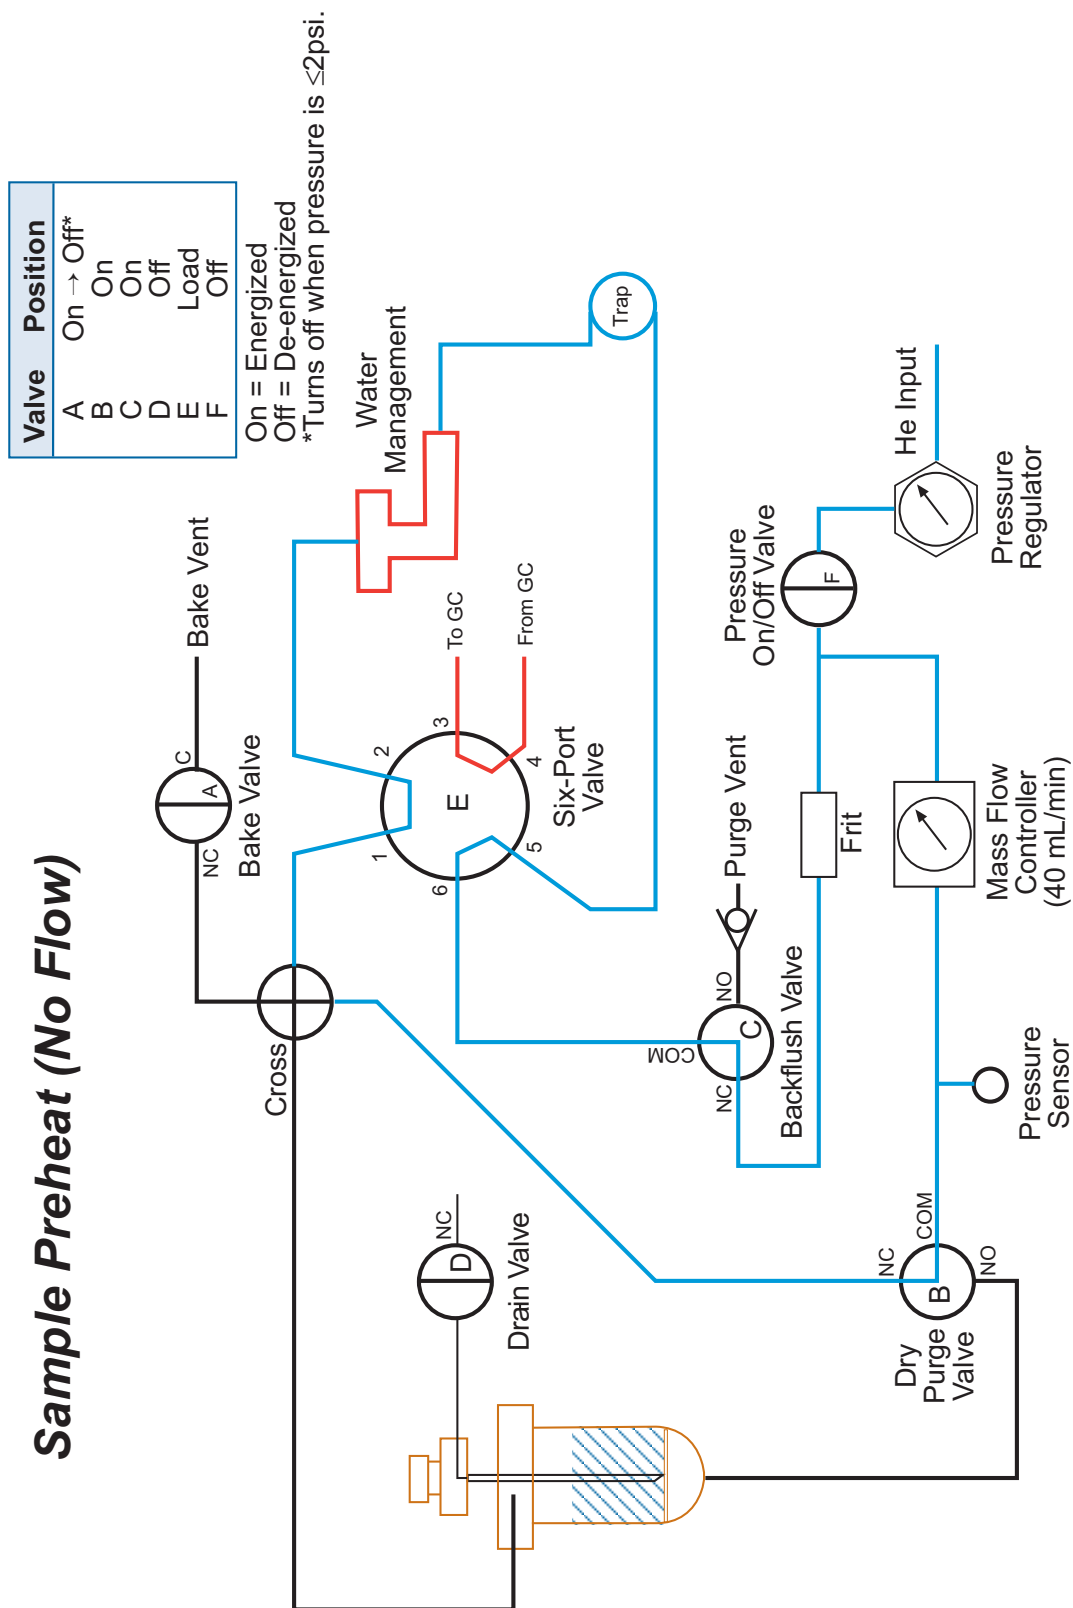 Sample Preheat (No Flow)
Valve Position
A On → Off*
B On
C On
D Off
E Load
F Off
On = Energized
Off = De-energized
*Turns off when pressure is ≤2psi.
NC
A
C
Bake Vent
Bake Valve
Cross
Water
Management
1
2
3
4
5
6
E
To GC
From GC
Six-Port
Valve
Trap
NC
D
Drain Valve
COM
NC
NO
C
Purge Vent
Backflush Valve
Pressure
On/Off Valve
F
He Input
Pressure
Regulator
Frit
Mass Flow
Controller
(40 mL/min)
NC
COM
NO
B
Dry
Purge
Valve
Pressure
Sensor